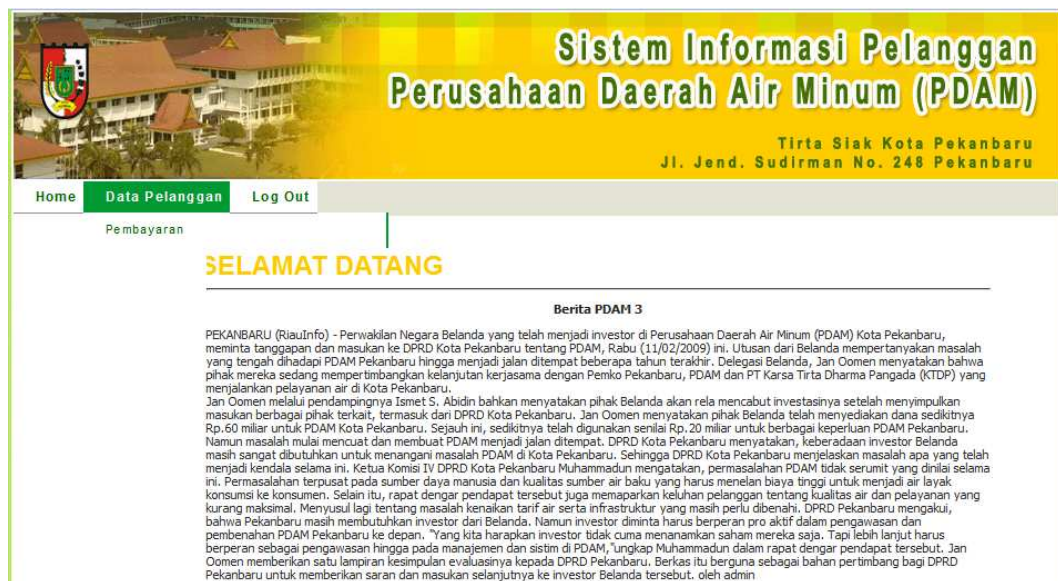 Sistem Informasi Pelanggan
Perusahaan Daerah Air Minum (PDAM)
Tirta Siak Kota Pekanbaru
Jl. Jend. Sudirman No. 248 Pekanbaru
Home Data Pelanggan Log Out
Pembayaran
SELAMAT DATANG
Berita PDAM 3
PEKANBARU (RiauInfo) - Perwakilan Negara Belanda yang telah menjadi investor di Perusahaan Daerah Air Minum (PDAM) Kota Pekanbaru,
meminta tanggapan dan masukan ke DPRD Kota Pekanbaru tentang PDAM, Rabu (11/02/2009) ini. Utusan dari Belanda mempertanyakan masalah
yang tengah dihadapi PDAM Pekanbaru hingga menjadi jalan ditempat beberapa tahun terakhir. Delegasi Belanda, Jan Oomen menyatakan bahwa
pihak mereka sedang mempertimbangkan kelanjutan kerjasama dengan Pemko Pekanbaru, PDAM dan PT Karsa Tirta Dharma Pangada (KTDP) yang
menjalankan pelayanan air di Kota Pekanbaru.
Jan Oomen melalui pendampingnya Ismet S. Abidin bahkan menyatakan pihak Belanda akan rela mencabut investasinya setelah menyimpulkan
masukan berbagai pihak terkait, termasuk dari DPRD Kota Pekanbaru. Jan Oomen menyatakan pihak Belanda telah menyediakan dana sedikitnya
Rp.60 miliar untuk PDAM Kota Pekanbaru. Sejauh ini, sedikitnya telah digunakan senilai Rp.20 miliar untuk berbagai keperluan PDAM Pekanbaru.
Namun masalah mulai mencuat dan membuat PDAM menjadi jalan ditempat. DPRD Kota Pekanbaru menyatakan, keberadaan investor Belanda
masih sangat dibutuhkan untuk menangani masalah PDAM di Kota Pekanbaru. Sehingga DPRD Kota Pekanbaru menjelaskan masalah apa yang telah
menjadi kendala selama ini. Ketua Komisi IV DPRD Kota Pekanbaru Muhammadun mengatakan, permasalahan PDAM tidak serumit yang dinilai selama
ini. Permasalahan terpusat pada sumber daya manusia dan kualitas sumber air baku yang harus menelan biaya tinggi untuk menjadi air layak
konsumsi ke konsumen. Selain itu, rapat dengar pendapat tersebut juga memaparkan keluhan pelanggan tentang kualitas air dan pelayanan yang
kurang maksimal. Menyusul lagi tentang masalah kenaikan tarif air serta infrastruktur yang masih perlu dibenahi. DPRD Pekanbaru mengakui,
bahwa Pekanbaru masih membutuhkan investor dari Belanda. Namun investor diminta harus berperan pro aktif dalam pengawasan dan
pembenahan PDAM Pekanbaru ke depan. "Yang kita harapkan investor tidak cuma menanamkan saham mereka saja. Tapi lebih lanjut harus
berperan sebagai pengawasan hingga pada manajemen dan sistim di PDAM,"ungkap Muhammadun dalam rapat dengar pendapat tersebut. Jan
Oomen memberikan satu lampiran kesimpulan evaluasinya kepada DPRD Pekanbaru. Berkas itu berguna sebagai bahan pertimbang bagi DPRD
Pekanbaru untuk memberikan saran dan masukan selanjutnya ke investor Belanda tersebut. oleh admin